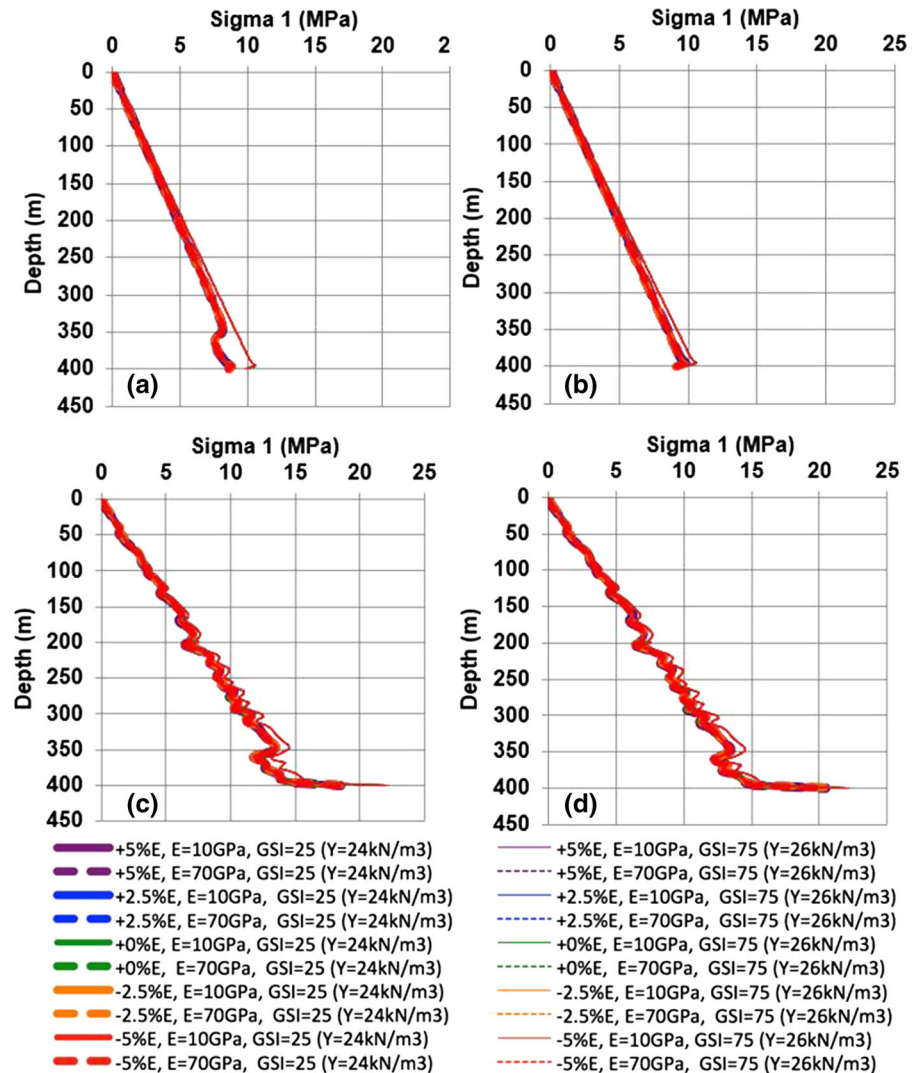 (a) Sigma 1 (MPa)
0 5 10 15 20 2
0
50
100
150
200
250
300
350
400
450
Depth (m)
(a)
(b) Sigma 1 (MPa)
0 5 10 15 20 25
0
50
100
150
200
250
300
350
400
450
Depth (m)
(b)
Sigma 1 (MPa)
0 5 10 15 20 25
0
50
100
150
200
250
300
350
400
450
Depth (m)
(c)
Sigma 1 (MPa)
0 5 10 15 20 25
0
50
100
150
200
250
300
350
400
450
Depth (m)
(d)
+5%E, E=10GPa, GSI=25 (Y=24kN/m3)
+5%E, E=70GPa, GSI=25 (Y=24kN/m3)
+2.5%E, E=10GPa, GSI=25 (Y=24kN/m3)
+2.5%E, E=70GPa, GSI=25 (Y=24kN/m3)
+0%E, E=10GPa, GSI=25 (Y=24kN/m3)
+0%E, E=70GPa, GSI=25 (Y=24kN/m3)
-2.5%E, E=10GPa, GSI=25 (Y=24kN/m3)
-2.5%E, E=70GPa, GSI=25 (Y=24kN/m3)
-5%E, E=10GPa, GSI=25 (Y=24kN/m3)
-5%E, E=70GPa, GSI=25 (Y=24kN/m3)
+5%E, E=10GPa, GSI=75 (Y=26kN/m3)
+5%E, E=70GPa, GSI=75 (Y=26kN/m3)
+2.5%E, E=10GPa, GSI=75 (Y=26kN/m3)
+2.5%E, E=70GPa, GSI=75 (Y=26kN/m3)
+0%E, E=10GPa, GSI=75 (Y=26kN/m3)
+0%E, E=70GPa, GSI=75 (Y=26kN/m3)
-2.5%E, E=10GPa, GSI=75 (Y=26kN/m3)
-2.5%E, E=70GPa, GSI=75 (Y=26kN/m3)
-5%E, E=10GPa, GSI=75 (Y=26kN/m3)
-5%E, E=70GPa, GSI=75 (Y=26kN/m3)